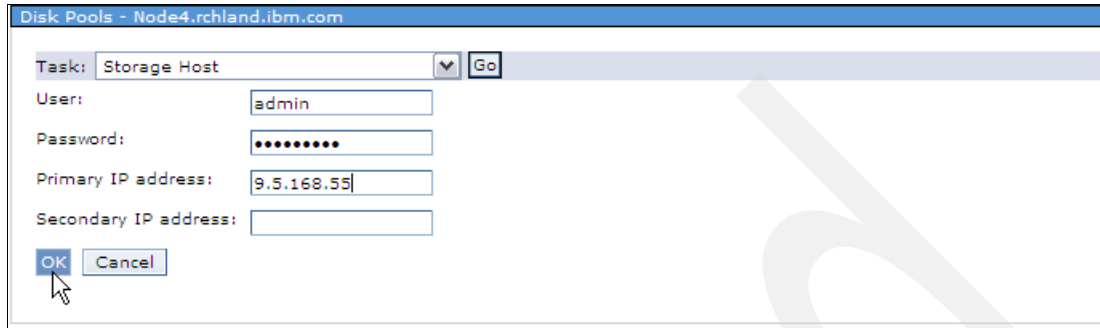 Disk Pools - Node4.rchland.ibm.com
Task: Storage Host Go
User: admin
Password: •••••••••
Primary IP address: 9.5.168.55
Secondary IP address:
OK Cancel